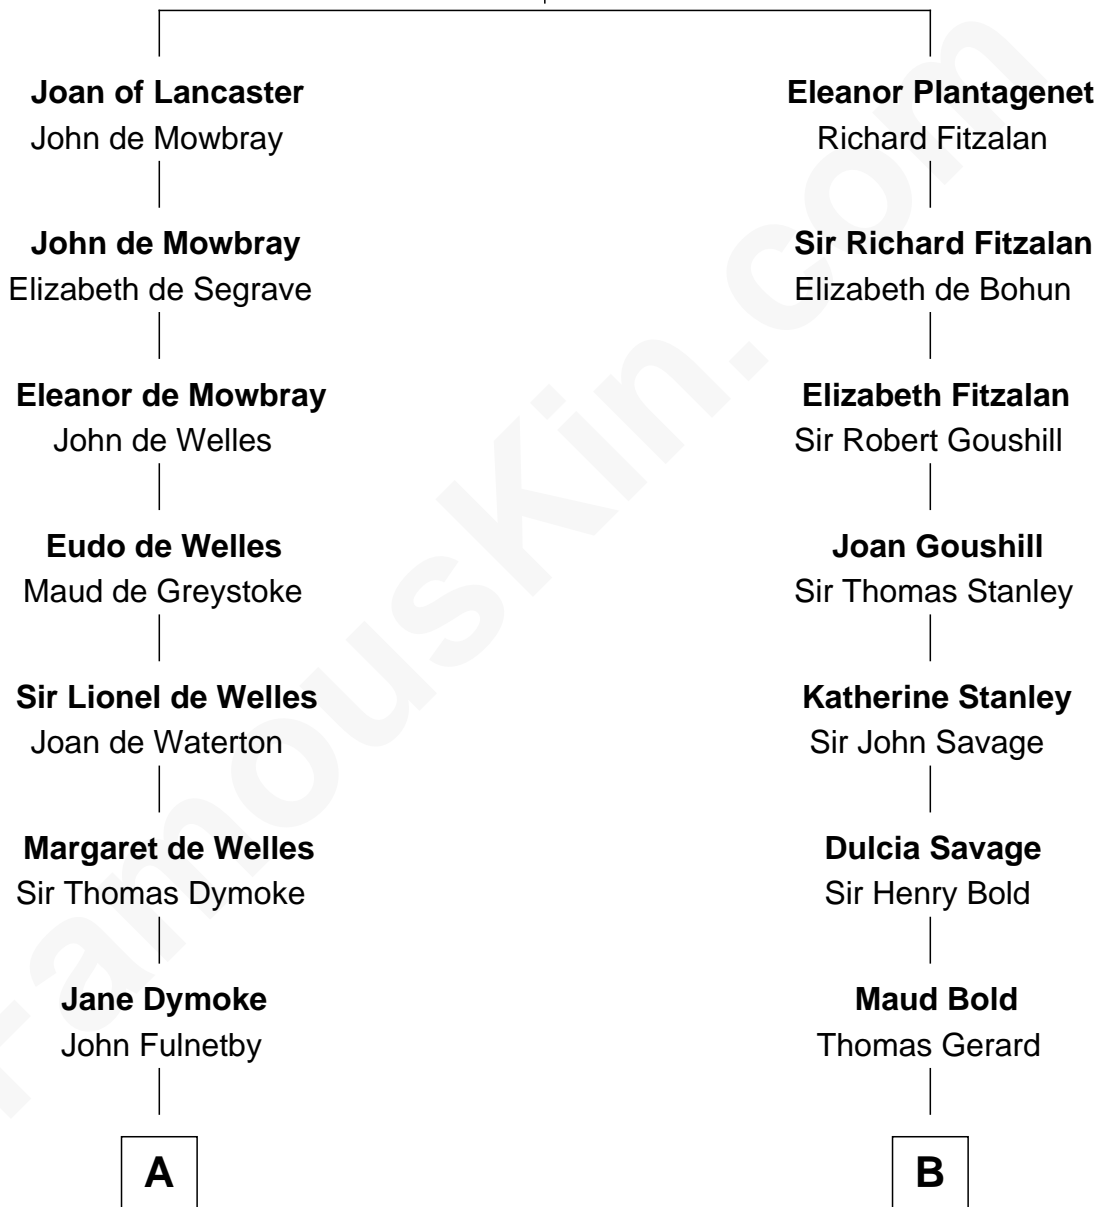 Joan of Lancaster
John de Mowbray
John de Mowbray
Elizabeth de Segrave
Eleanor de Mowbray
John de Welles
Eudo de Welles
Maud de Greystoke
Sir Lionel de Welles
Joan de Waterton
Margaret de Welles
Sir Thomas Dymoke
Jane Dymoke
John Fulnetby
A
Eleanor Plantagenet
Richard Fitzalan
Sir Richard Fitzalan
Elizabeth de Bohun
Elizabeth Fitzalan
Sir Robert Goushill
Joan Goushill
Sir Thomas Stanley
Katherine Stanley
Sir John Savage
Dulcia Savage
Sir Henry Bold
Maud Bold
Thomas Gerard
B
FamousKin.com